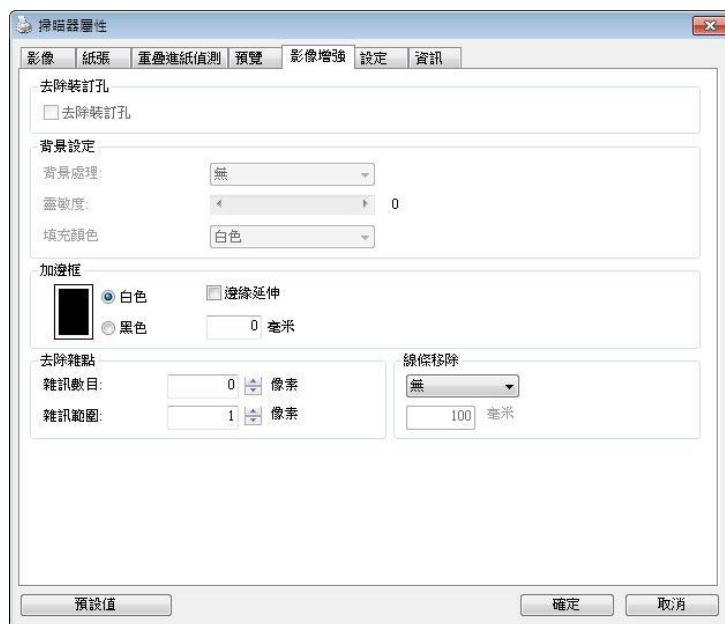 掃瞄器屬性
影像 紙張 重疊進紙偵測 預覽 影像增強 設定 資訊
去除裝訂孔
去除裝訂孔
背景設定
背景處理: 無
靈敏度: 0
填充顏色 白色
加邊框
白色 邊緣延伸
黑色 0 毫米
去除雜點 線條移除
雜訊數目: 0 像素 無
雜訊範圍: 1 像素 100 毫米
預設值 確定 取消